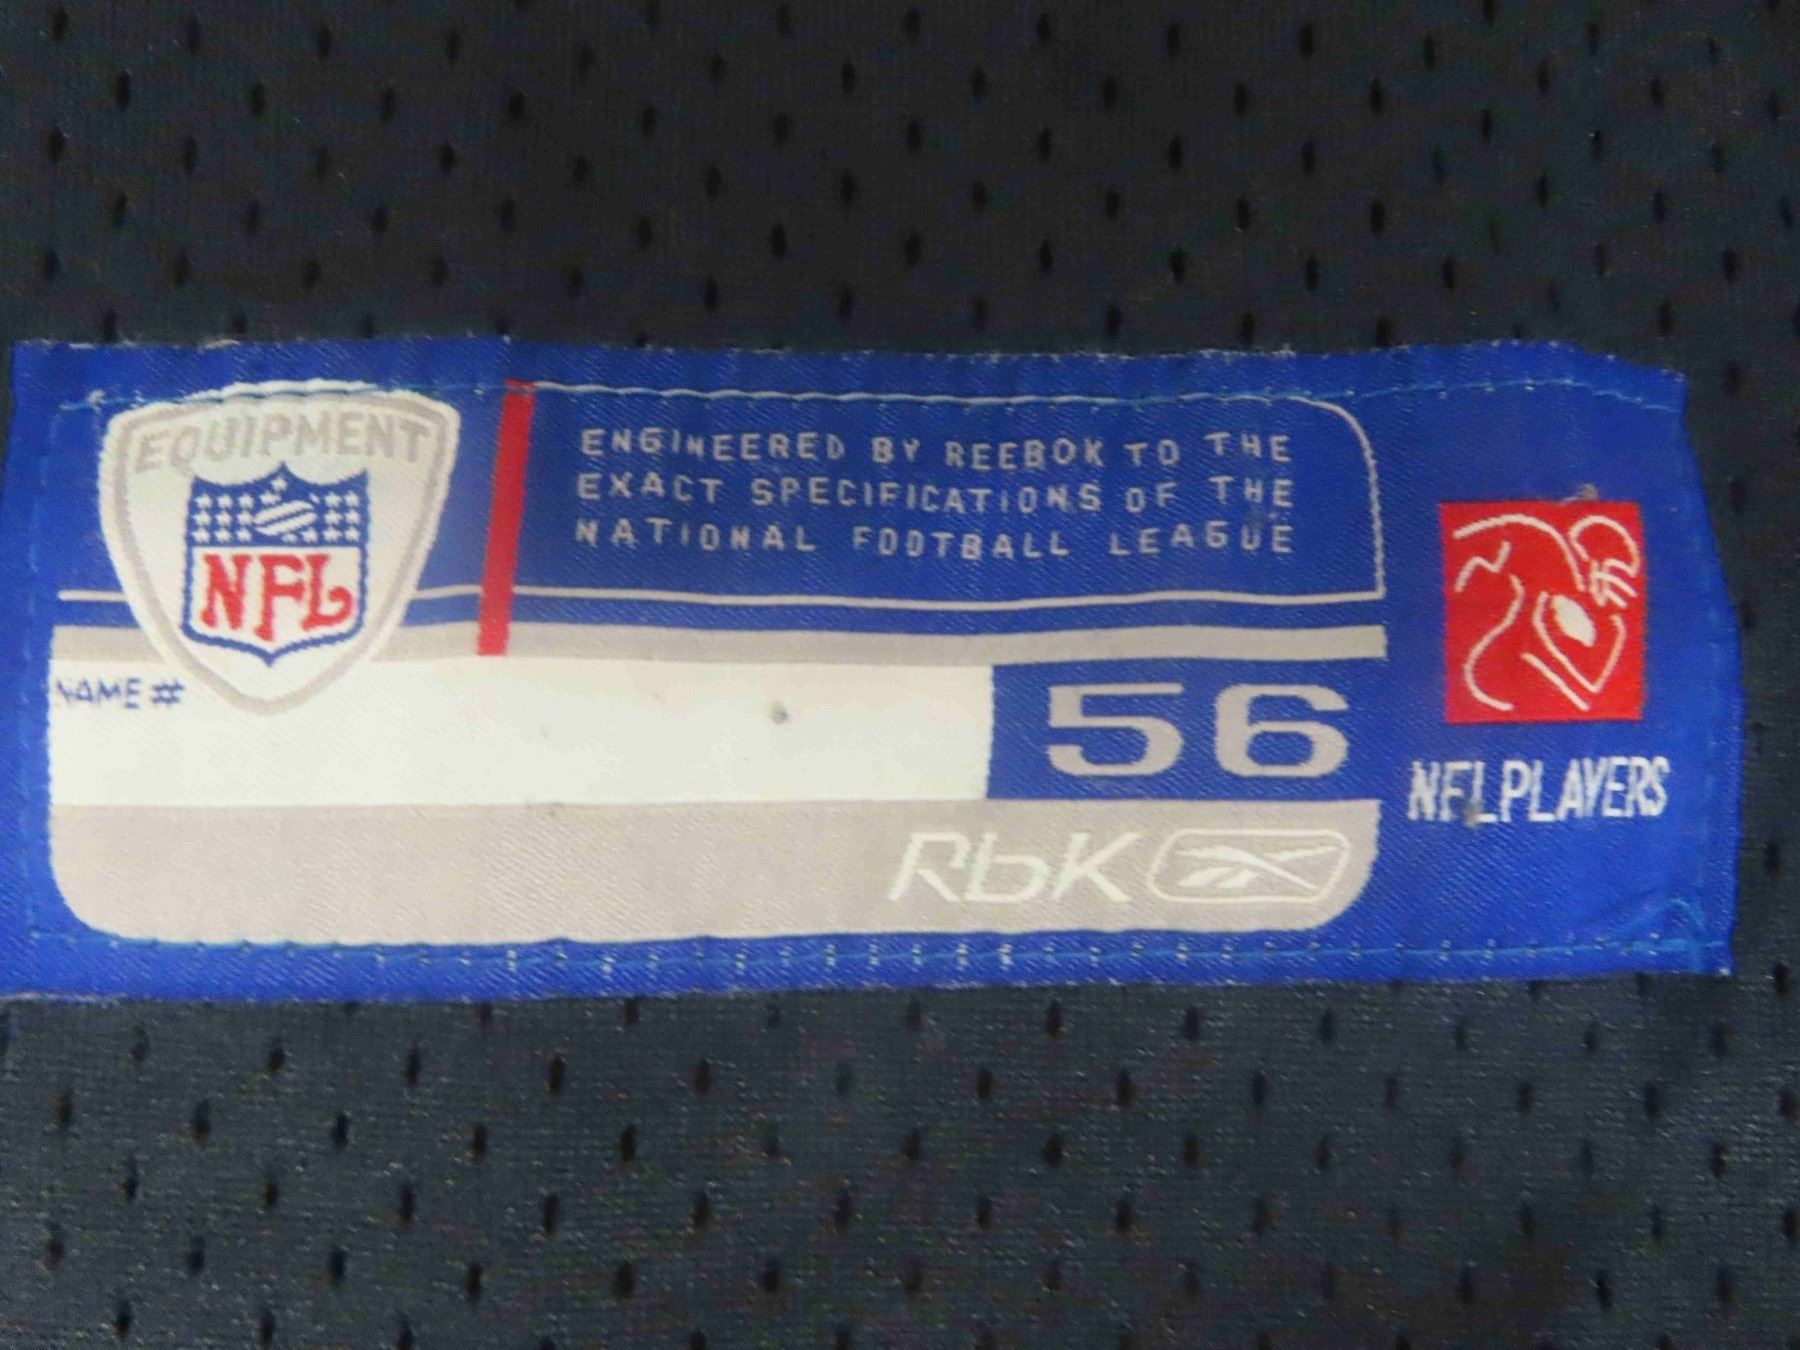 EQUIPMENT
NFL
ENGINEERED BY REEBOK TO THE
EXACT SPECIFICATIONS OF THE
NATIONAL FOOTBALL LEAGUE
NAME #
56
RbK
NFLPLAYERS